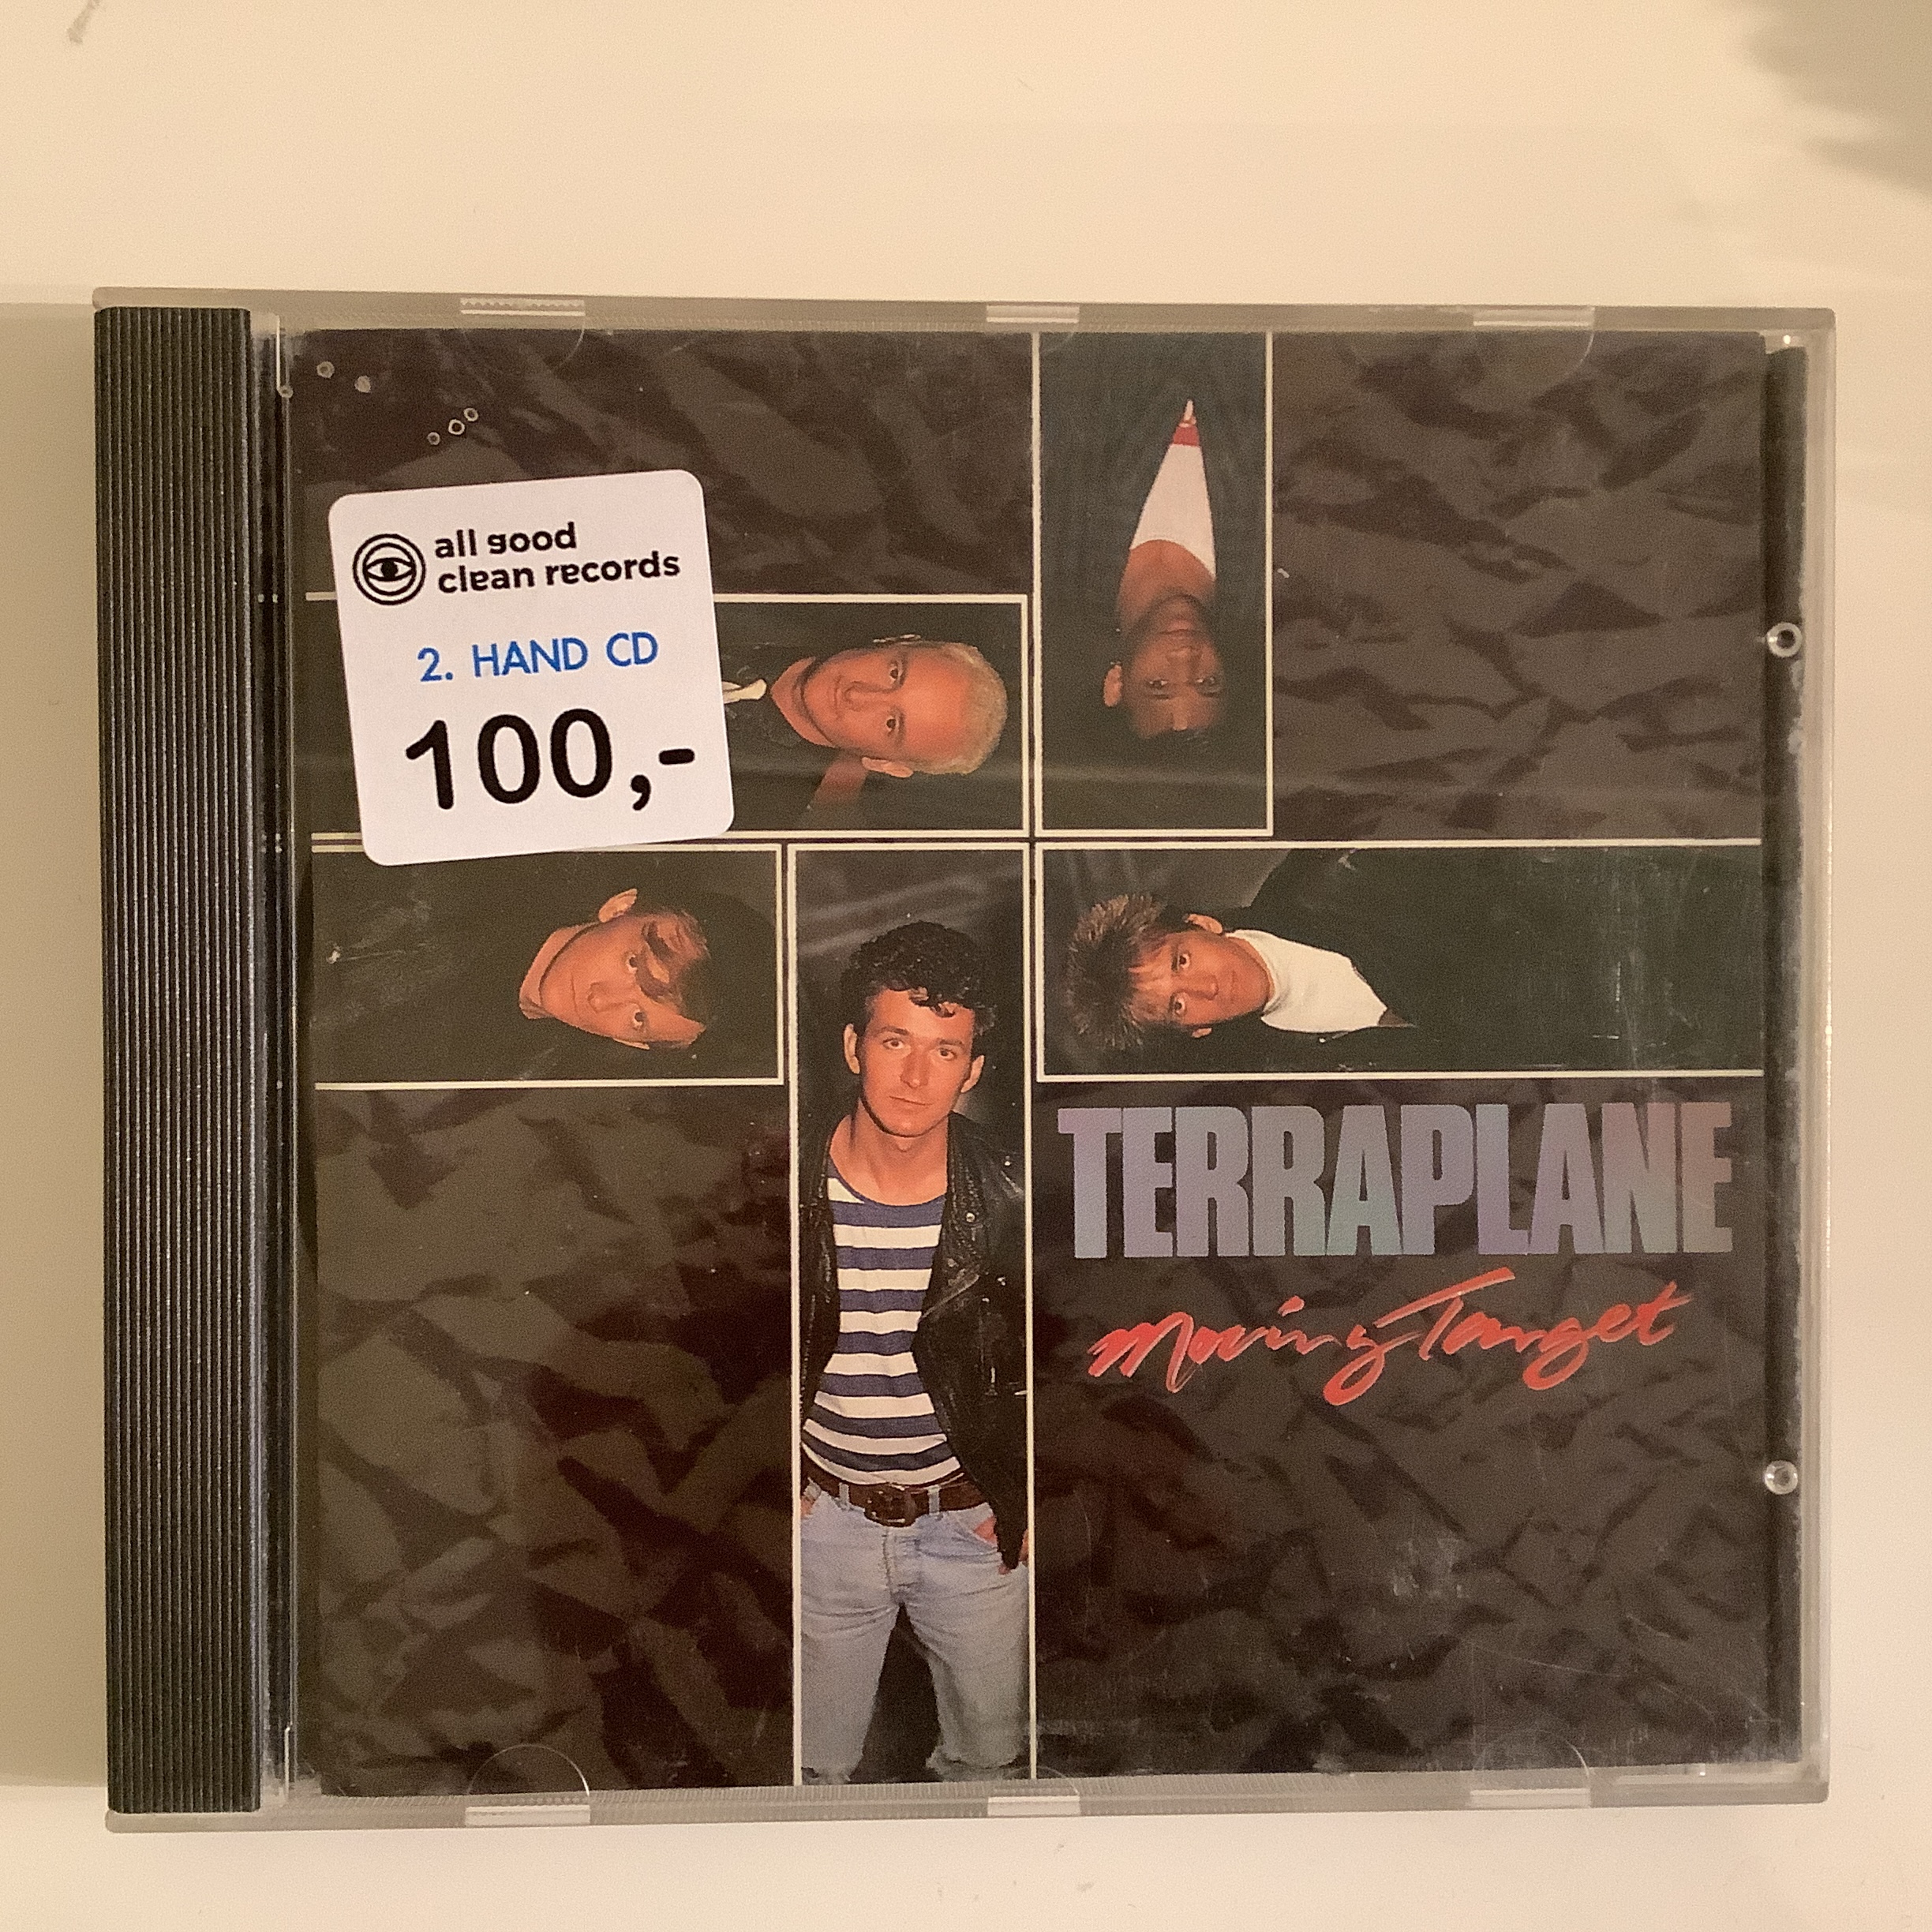 all good
clean records
2. HAND CD
100,-
TERRAPLANE
Moving Target